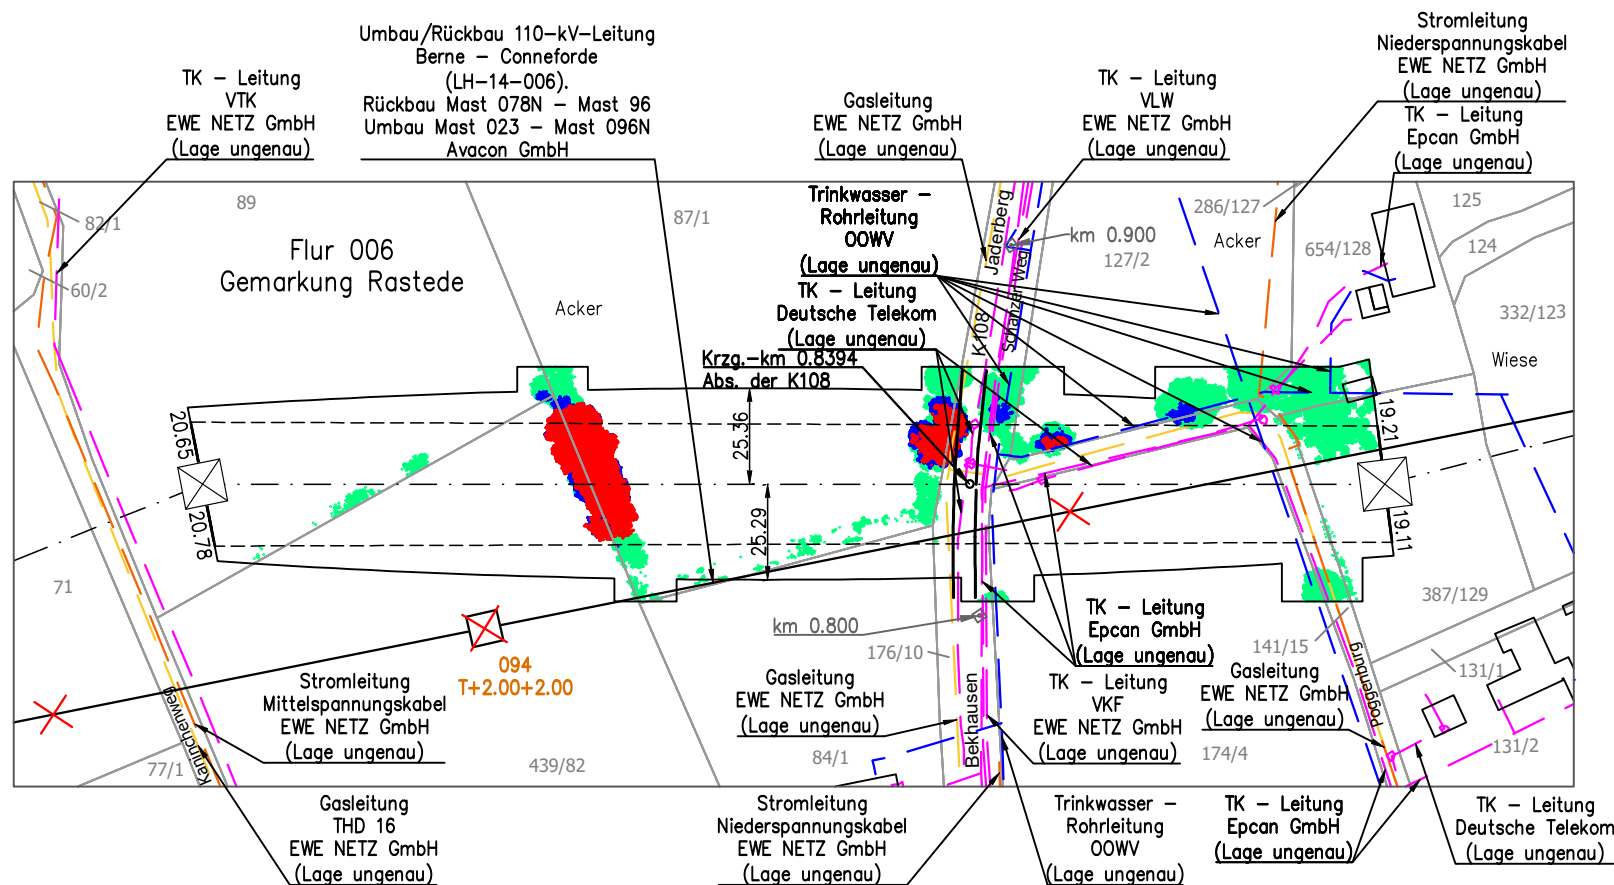 Umbau/Rückbau 110-kV-Leitung
Berne - Conneforde
(LH-14-006).
Rückbau Mast 078N - Mast 96
Umbau Mast 023 - Mast 096N
Avacon GmbH
TK - Leitung
VTK
EWE NETZ GmbH
(Lage ungenau)
Gasleitung
EWE NETZ GmbH
(Lage ungenau)
TK - Leitung
VLW
EWE NETZ GmbH
(Lage ungenau)
Stromleitung
Niederspannungskabel
EWE NETZ GmbH
(Lage ungenau)
TK - Leitung
Epcan GmbH
(Lage ungenau)
82/1
89
87/1
Flur 006
Gemarkung Rastede
60/2
Acker
Trinkwasser -
Rohrleitung
OOWV
(Lage ungenau)
TK - Leitung
Deutsche Telekom
(Lage ungenau)
Krzg.-km 0.8394
Abs. der K108
Jaderberg
K108
Schanzer Weg
km 0.900
127/2
286/127
Acker
654/128
125
124
332/123
Wiese
20.65
20.78
25.36
25.29
19.21
19.11
71
km 0.800
176/10
TK - Leitung
Epcan GmbH
(Lage ungenau)
387/129
141/15
131/1
131/2
Poggenburg
094
T+2.00+2.00
Kaninchenweg
Stromleitung
Mittelspannungskabel
EWE NETZ GmbH
(Lage ungenau)
Gasleitung
EWE NETZ GmbH
(Lage ungenau)
Bekhausen
TK - Leitung
VKF
EWE NETZ GmbH
(Lage ungenau)
Gasleitung
EWE NETZ GmbH
(Lage ungenau)
77/1
439/82
84/1
174/4
Gasleitung
THD 16
EWE NETZ GmbH
(Lage ungenau)
Stromleitung
Niederspannungskabel
EWE NETZ GmbH
(Lage ungenau)
Trinkwasser -
Rohrleitung
OOWV
(Lage ungenau)
TK - Leitung
Epcan GmbH
(Lage ungenau)
TK - Leitung
Deutsche Telekom
(Lage ungenau)